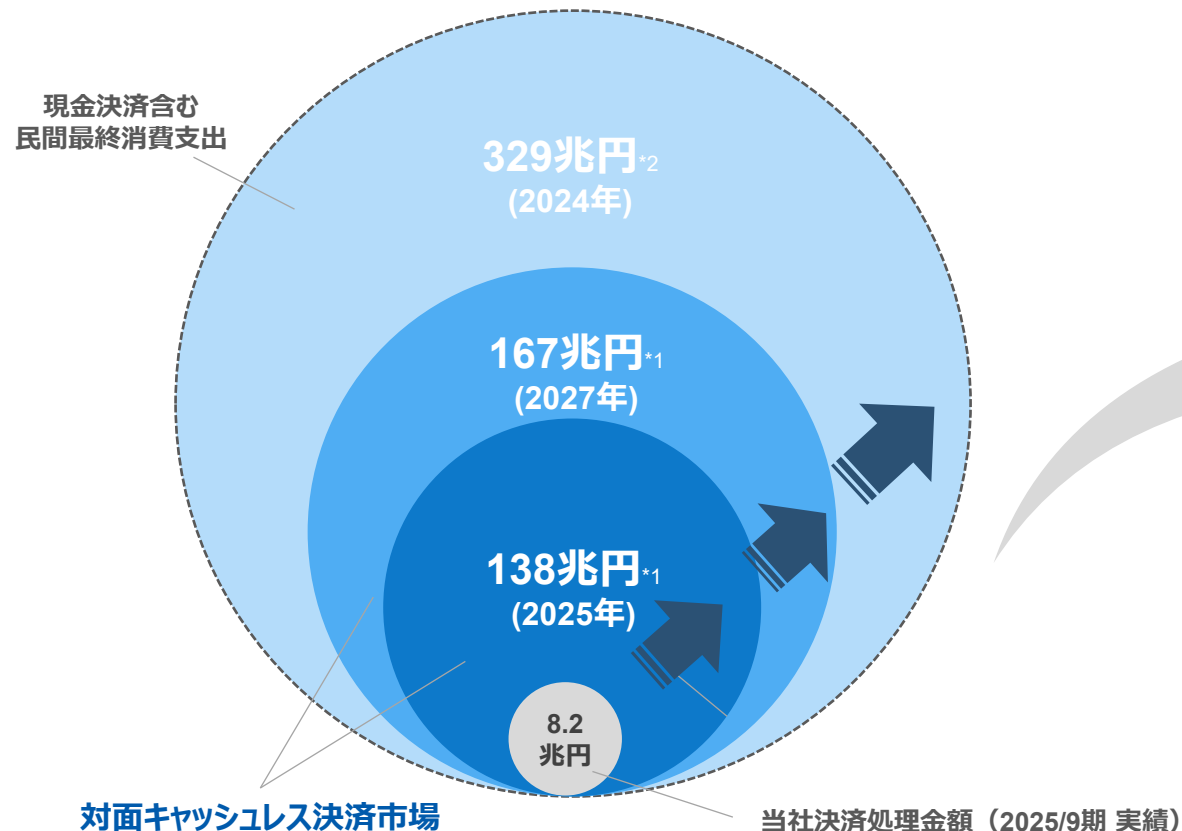 現金決済含む
民間最終消費支出
329兆円*2
(2024年)
167兆円*1
(2027年)
138兆円*1
(2025年)
8.2
兆円
対面キャッシュレス決済市場
当社決済処理金額（2025/9期 実績）